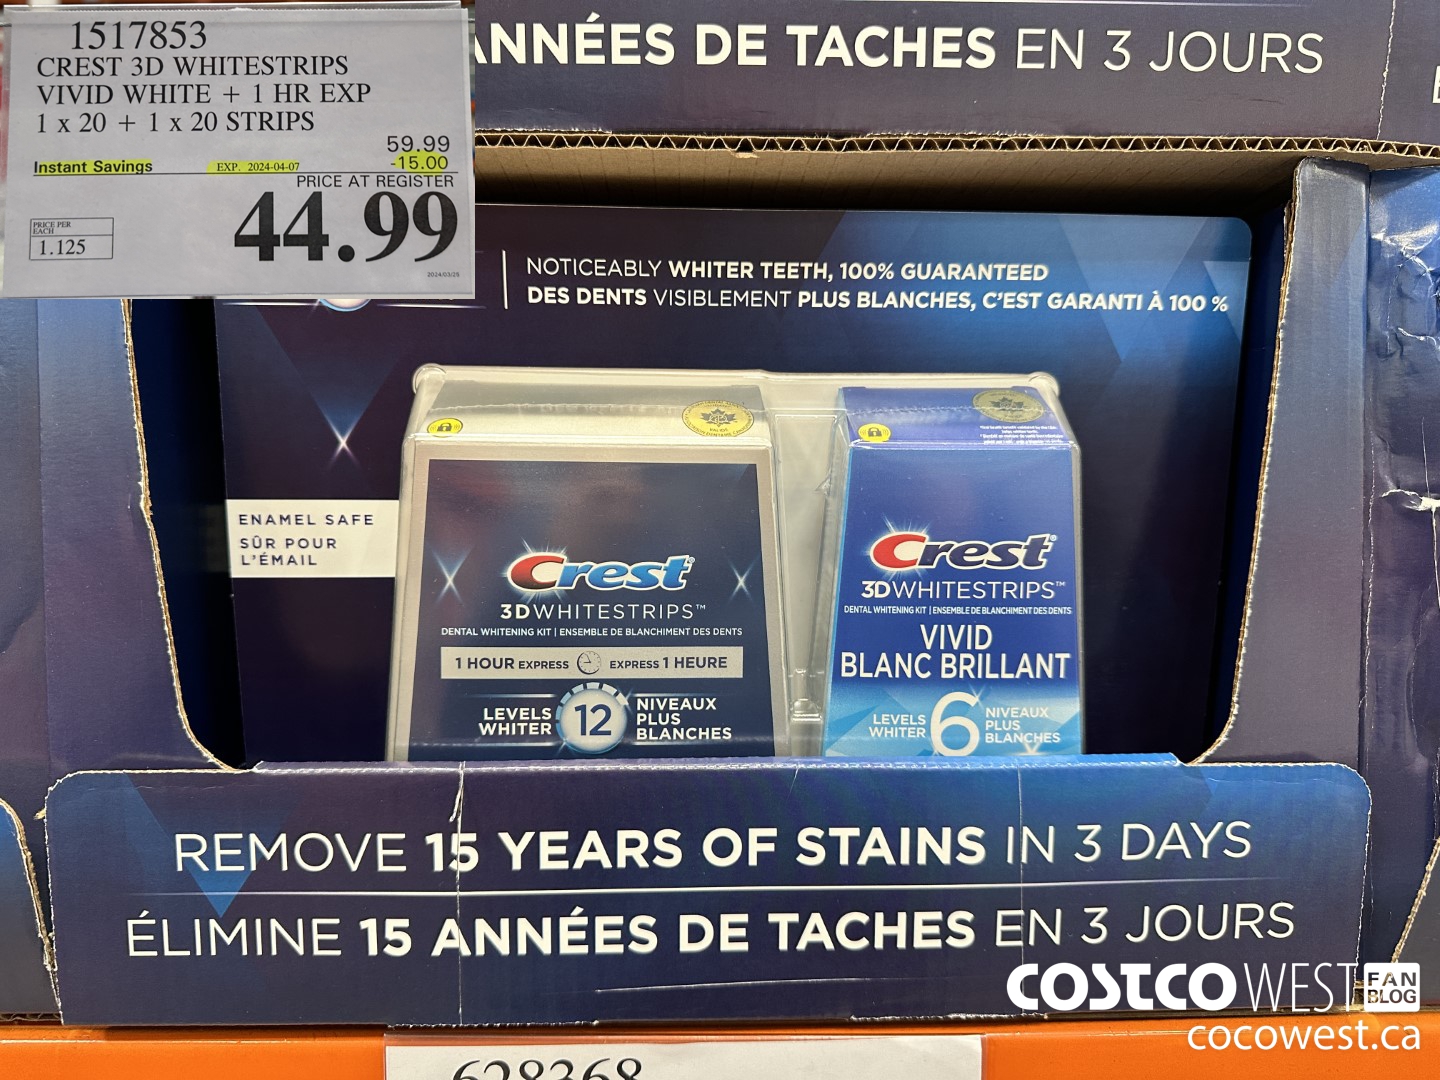 1517853
CREST 3D WHITESTRIPS
VIVID WHITE + 1 HR EXP
1 x 20 + 1 x 20 STRIPS
59.99
Instant Savings EXP. 2024-04-07 -15.00
PRICE AT REGISTER
44.99
PRICE PER
EACH
1.125
ANNÉES DE TACHES EN 3 JOURS
NOTICEABLY WHITER TEETH, 100% GUARANTEED
DES DENTS VISIBLEMENT PLUS BLANCHES, C'EST GARANTI À 100 %
ENAMEL SAFE
SÛR POUR
L'ÉMAIL
Crest
3DWHITESTRIPS™
DENTAL WHITENING KIT | ENSEMBLE DE BLANCHIMENT DES DENTS
1 HOUR EXPRESS EXPRESS 1 HEURE
LEVELS
WHITER
12
NIVEAUX
PLUS
BLANCHES
Crest
3DWHITESTRIPS™
DENTAL WHITENING KIT | ENSEMBLE DE BLANCHIMENT DES DENTS
VIVID
BLANC BRILLANT
LEVELS
WHITER
6
NIVEAUX
PLUS
BLANCHES
REMOVE 15 YEARS OF STAINS IN 3 DAYS
ÉLIMINE 15 ANNÉES DE TACHES EN 3 JOURS
COSTCO WEST FAN
BLOG
cocowest.ca
628368